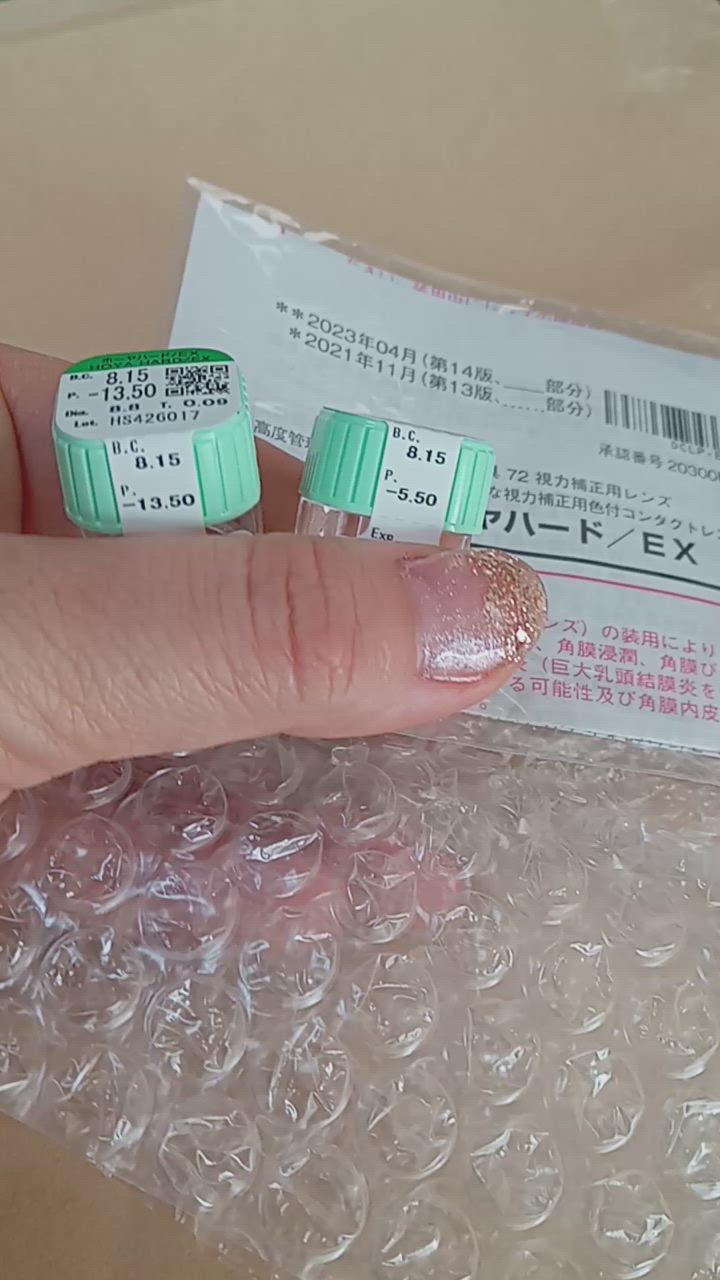 ホーヤハード/EX
HOYA HARD/EX
B.C. 8.15
P. -13.50
Dia. 8.8 T. 0.09
Lot. HS426017
B.C.
8.15
P.
-13.50
B.C.
8.15
P.
-5.50
EXP
**2023年04月(第14版、 部分)
*2021年11月(第13版、......部分)
承認番号 20300
高度管理
72 視力補正用レンズ
な視力補正用色付コンタクトレ
ヤハード/EX
ンズ)の装用により
、角膜浸潤、角膜び
(巨大乳頭結膜炎を
る可能性及び角膜内皮